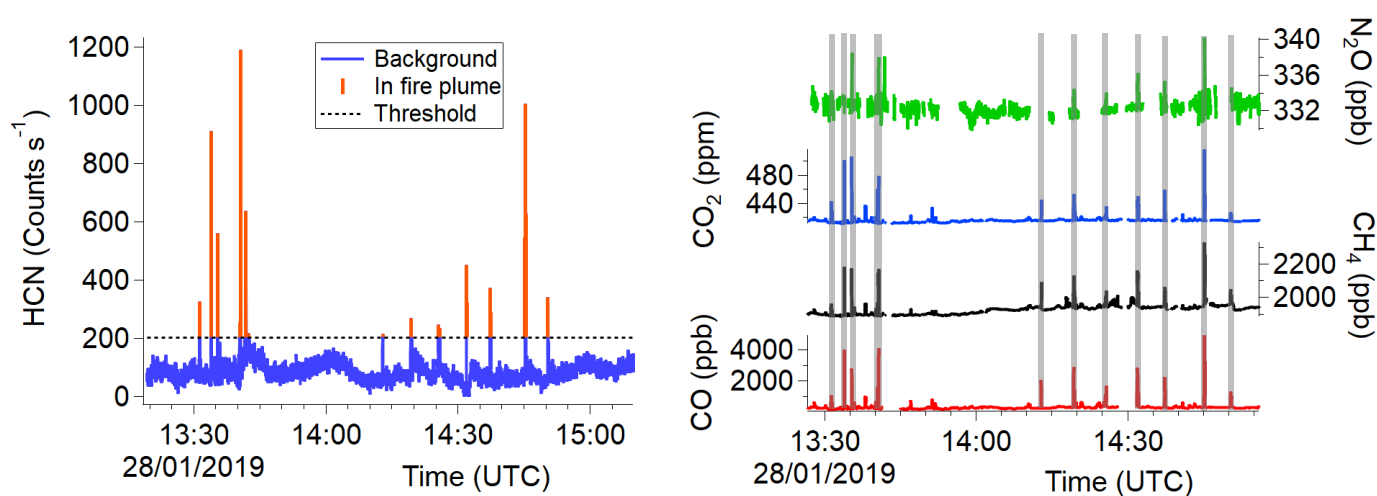 HCN (Counts s⁻¹)
1200
1000
800
600
400
200
0
Background
In fire plume
Threshold
13:30
14:00
14:30
15:00
28/01/2019
Time (UTC)
N₂O (ppb)
340
336
332
CO₂ (ppm)
480
440
CH₄ (ppb)
2200
2000
CO (ppb)
4000
2000
13:30
14:00
14:30
28/01/2019
Time (UTC)